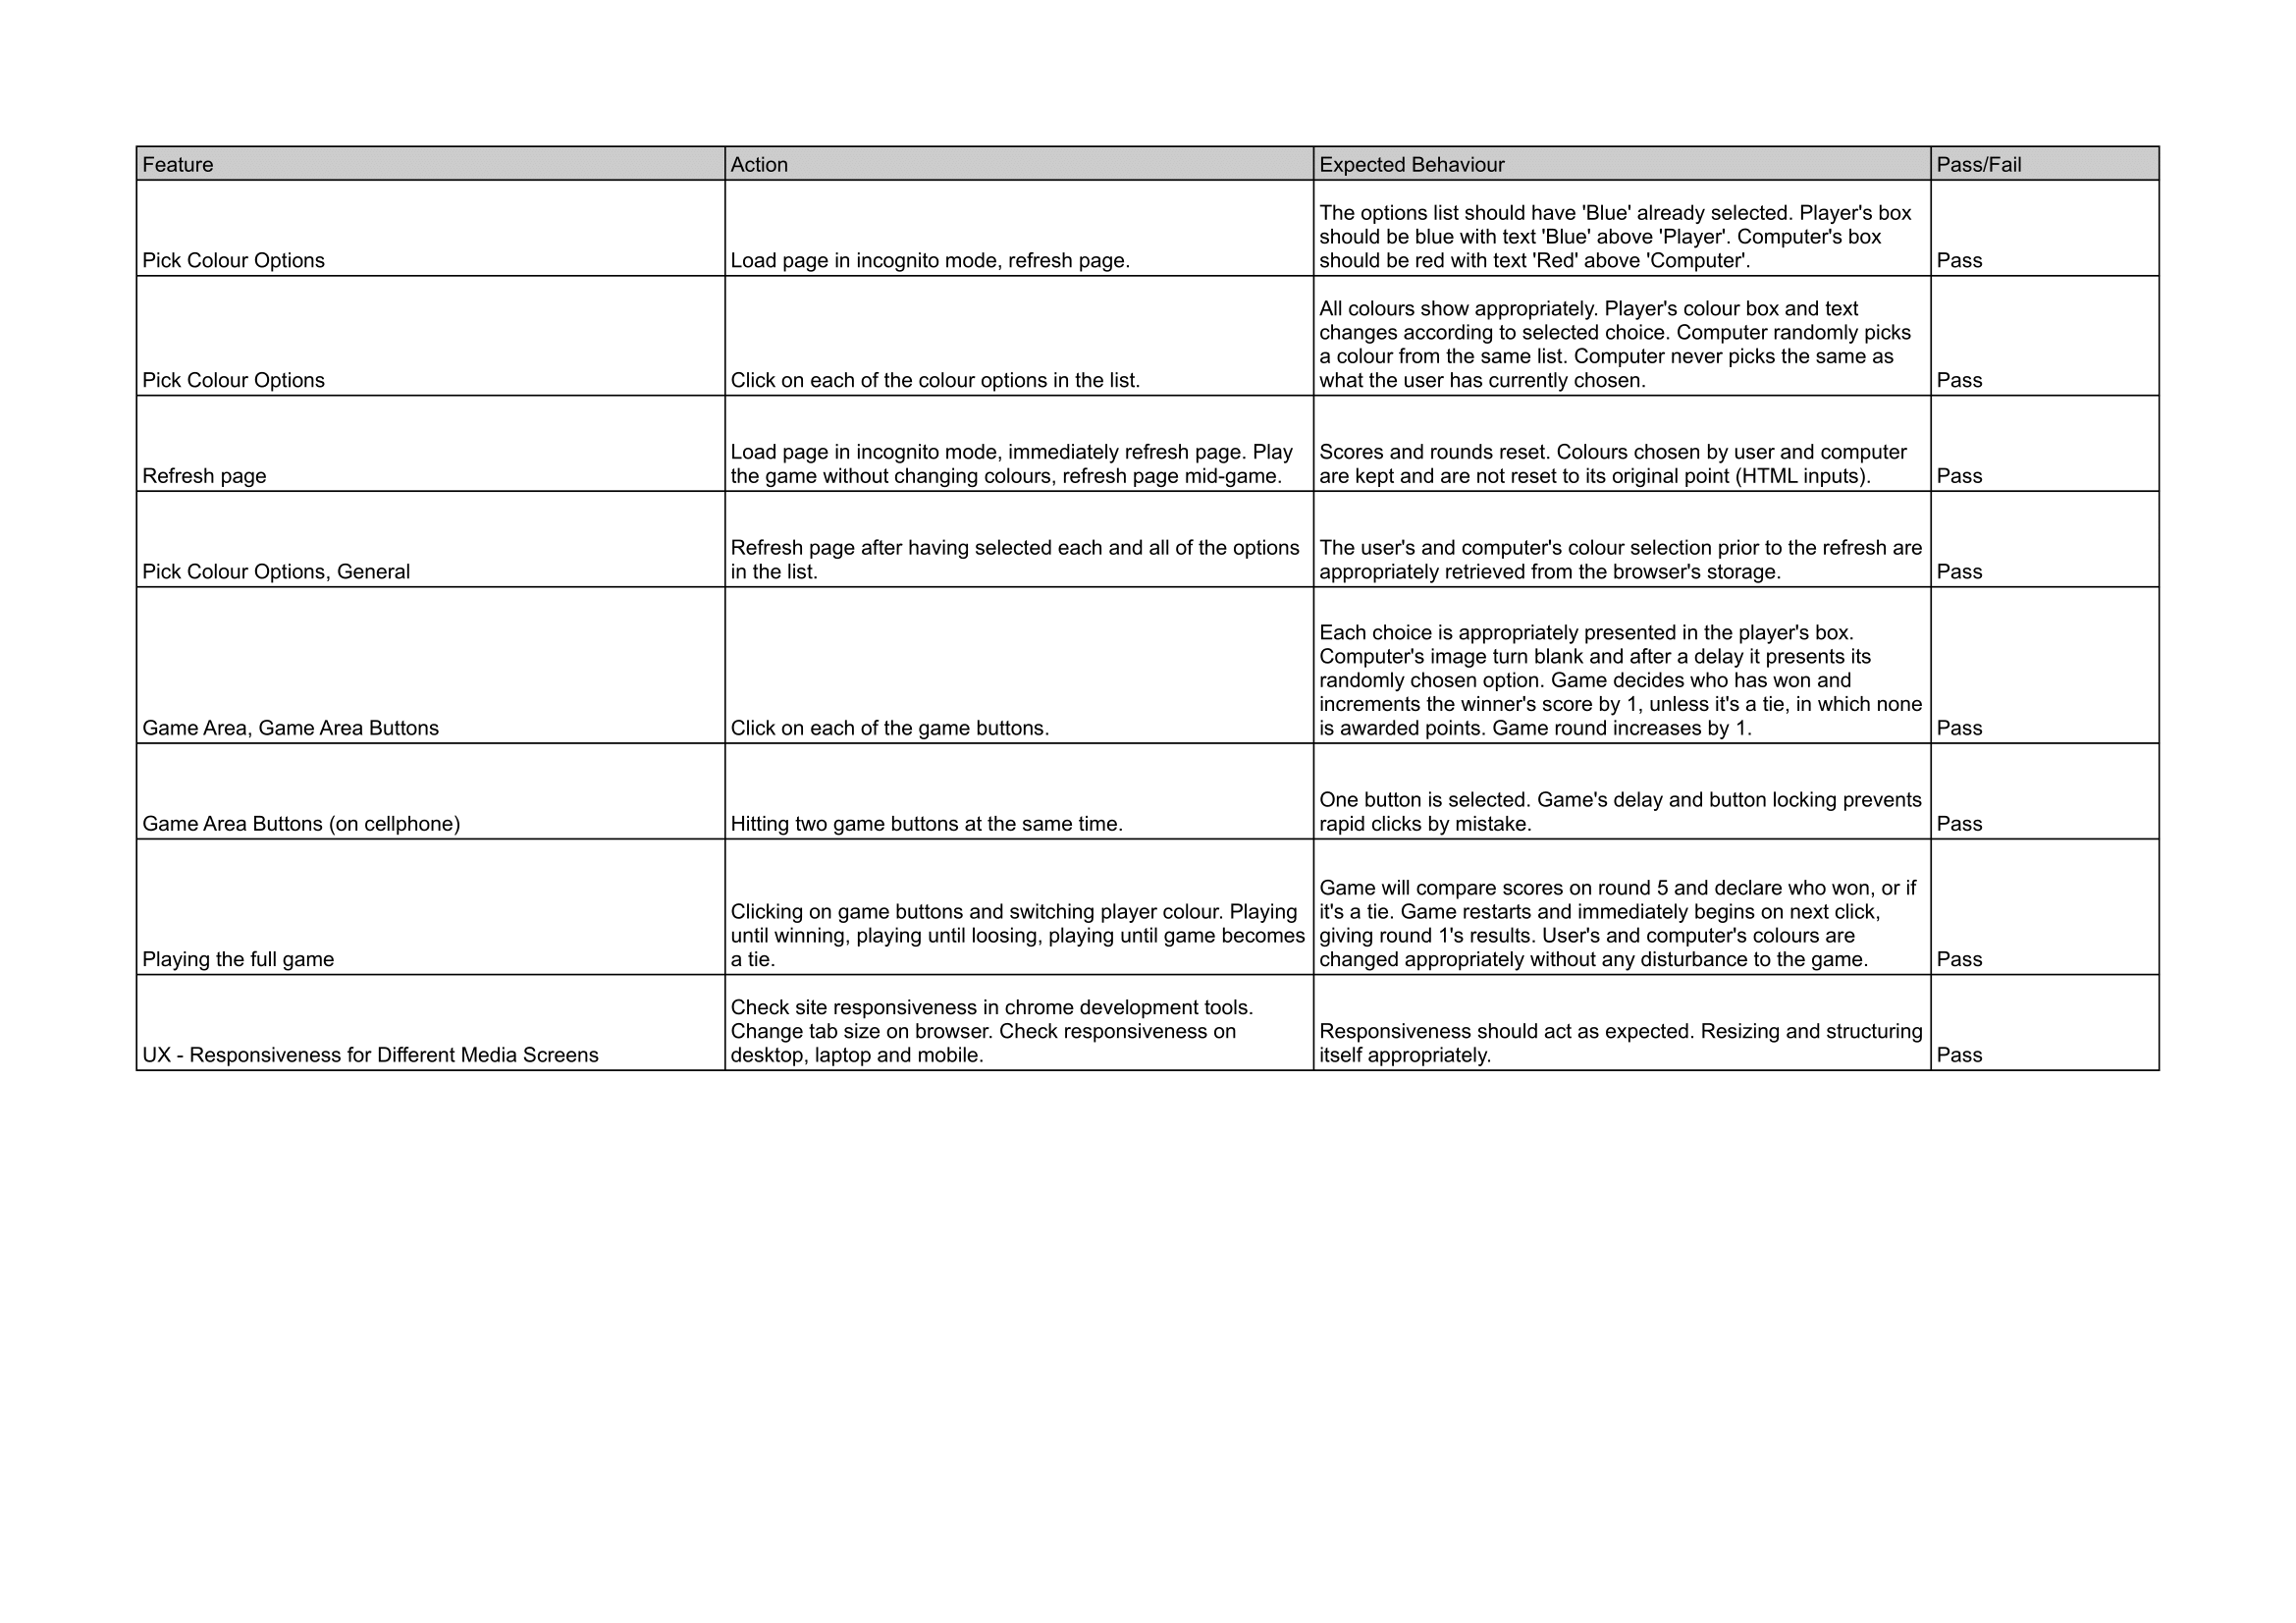 Feature Action Expected Behaviour Pass/Fail
The options list should have 'Blue' already selected. Player's box
should be blue with text 'Blue' above 'Player'. Computer's box
Pick Colour Options Load page in incognito mode, refresh page. should be red with text 'Red' above 'Computer'. Pass
All colours show appropriately. Player's colour box and text
changes according to selected choice. Computer randomly picks
a colour from the same list. Computer never picks the same as
Pick Colour Options Click on each of the colour options in the list. what the user has currently chosen. Pass
Load page in incognito mode, immediately refresh page. Play Scores and rounds reset. Colours chosen by user and computer
Refresh page the game without changing colours, refresh page mid-game. are kept and are not reset to its original point (HTML inputs). Pass
Refresh page after having selected each and all of the options The user's and computer's colour selection prior to the refresh are
Pick Colour Options, General in the list. appropriately retrieved from the browser's storage. Pass
Each choice is appropriately presented in the player's box.
Computer's image turn blank and after a delay it presents its
randomly chosen option. Game decides who has won and
increments the winner's score by 1, unless it's a tie, in which none
Game Area, Game Area Buttons Click on each of the game buttons. is awarded points. Game round increases by 1. Pass
One button is selected. Game's delay and button locking prevents
Game Area Buttons (on cellphone) Hitting two game buttons at the same time. rapid clicks by mistake. Pass
Game will compare scores on round 5 and declare who won, or if
Clicking on game buttons and switching player colour. Playing it's a tie. Game restarts and immediately begins on next click,
until winning, playing until loosing, playing until game becomes giving round 1's results. User's and computer's colours are
Playing the full game a tie. changed appropriately without any disturbance to the game. Pass
Check site responsiveness in chrome development tools.
Change tab size on browser. Check responsiveness on Responsiveness should act as expected. Resizing and structuring
UX - Responsiveness for Different Media Screens desktop, laptop and mobile. itself appropriately. Pass